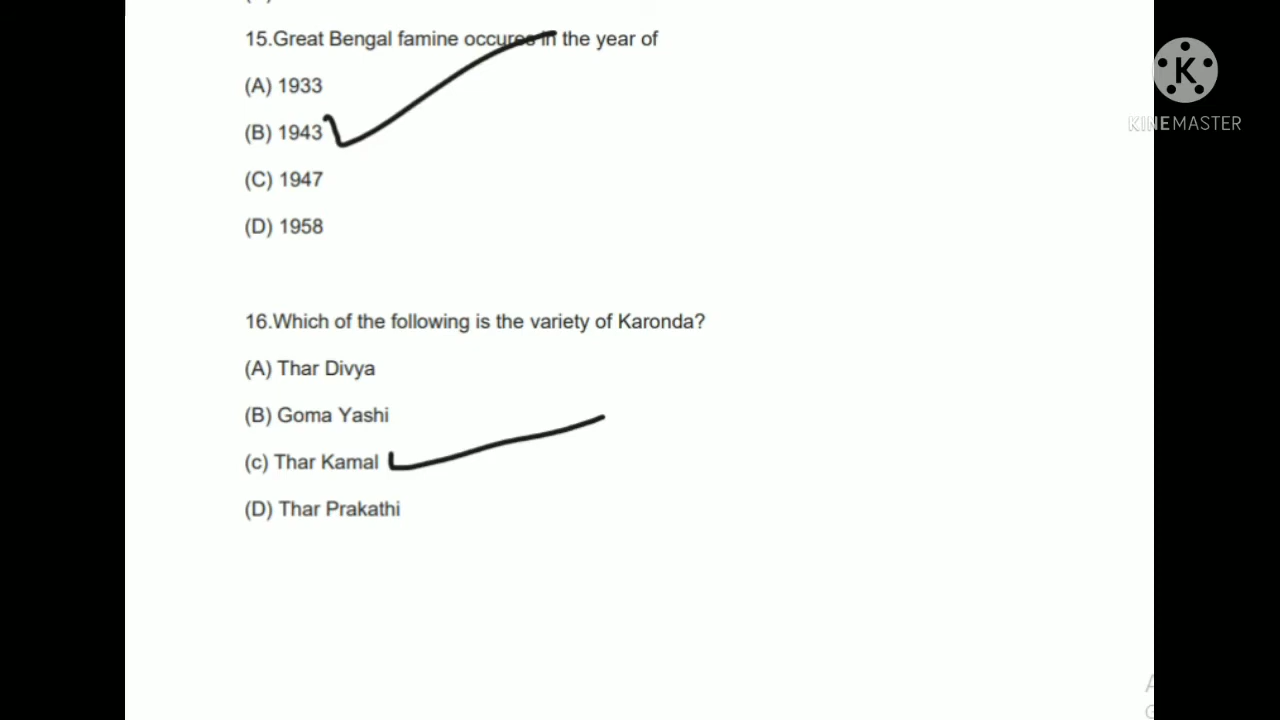 15.Great Bengal famine occures in the year of
(A) 1933
(B) 1943
(C) 1947
(D) 1958
16.Which of the following is the variety of Karonda?
(A) Thar Divya
(B) Goma Yashi
(c) Thar Kamal
(D) Thar Prakathi
K
KINEMASTER